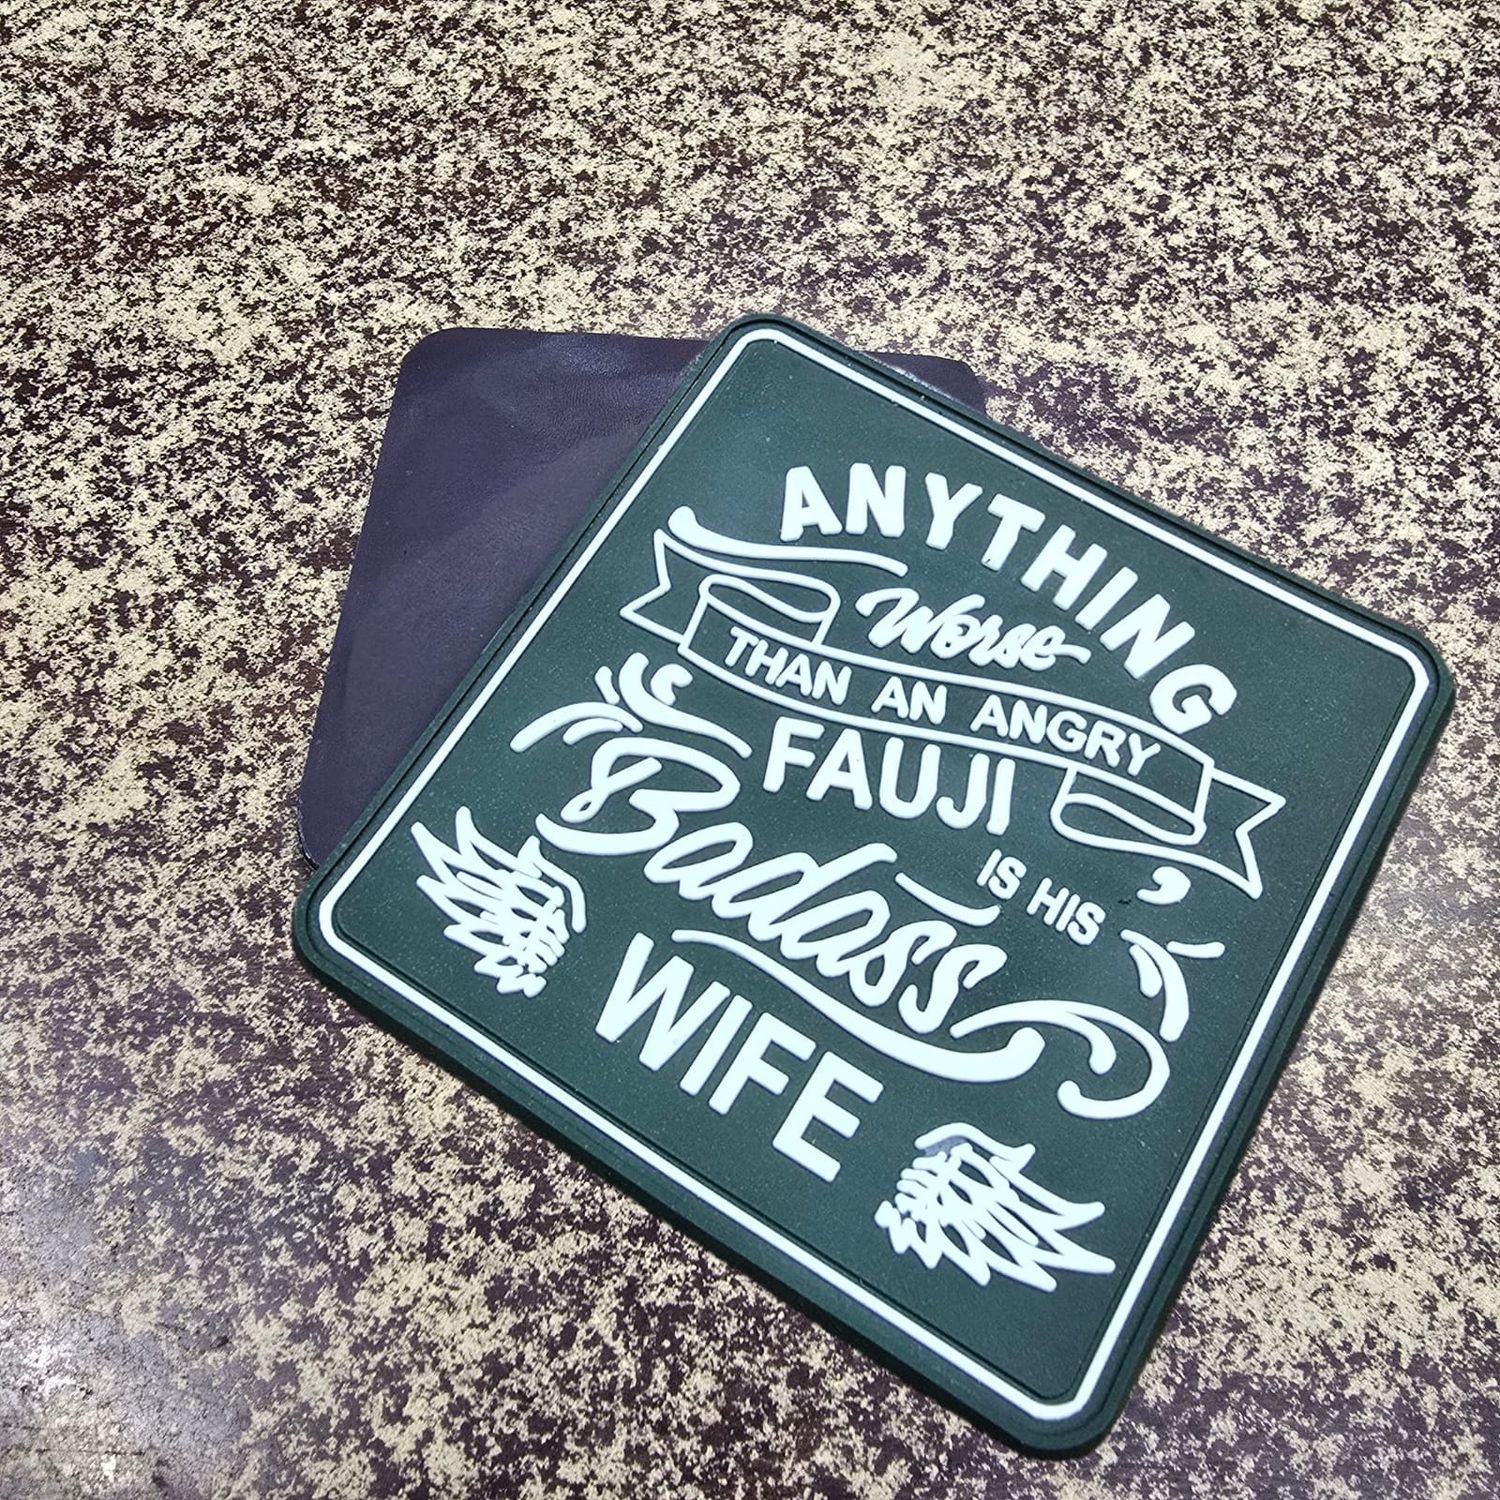 ANYTHING
Worse
THAN AN ANGRY
FAUJI
IS HIS
Badass
WIFE